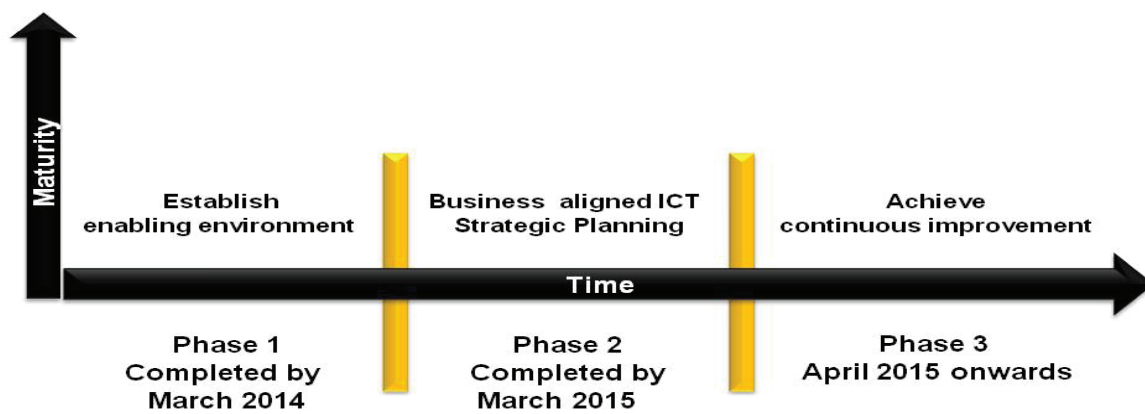 Maturity
Establish
enabling environment
Business aligned ICT
Strategic Planning
Achieve
continuous improvement
Time
Phase 1
Completed by
March 2014
Phase 2
Completed by
March 2015
Phase 3
April 2015 onwards